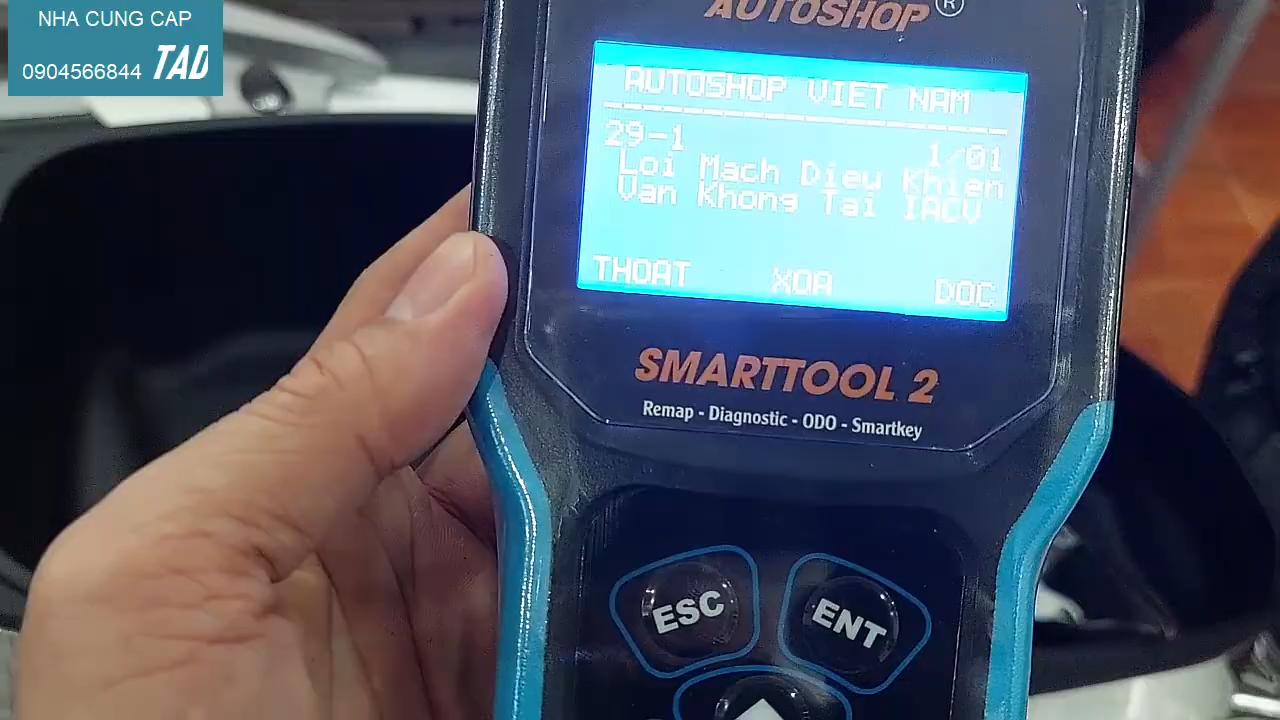 NHA CUNG CAP
0904566844 TAD
AUTOSHOP ®
AUTOSHOP VIET NAM
29-1 1/01
Loi Mach Dieu Khien
Van Khong Tai IACV
THOAT XOA DOC
SMARTTOOL 2
Remap - Diagnostic - ODO - Smartkey
ESC ENT